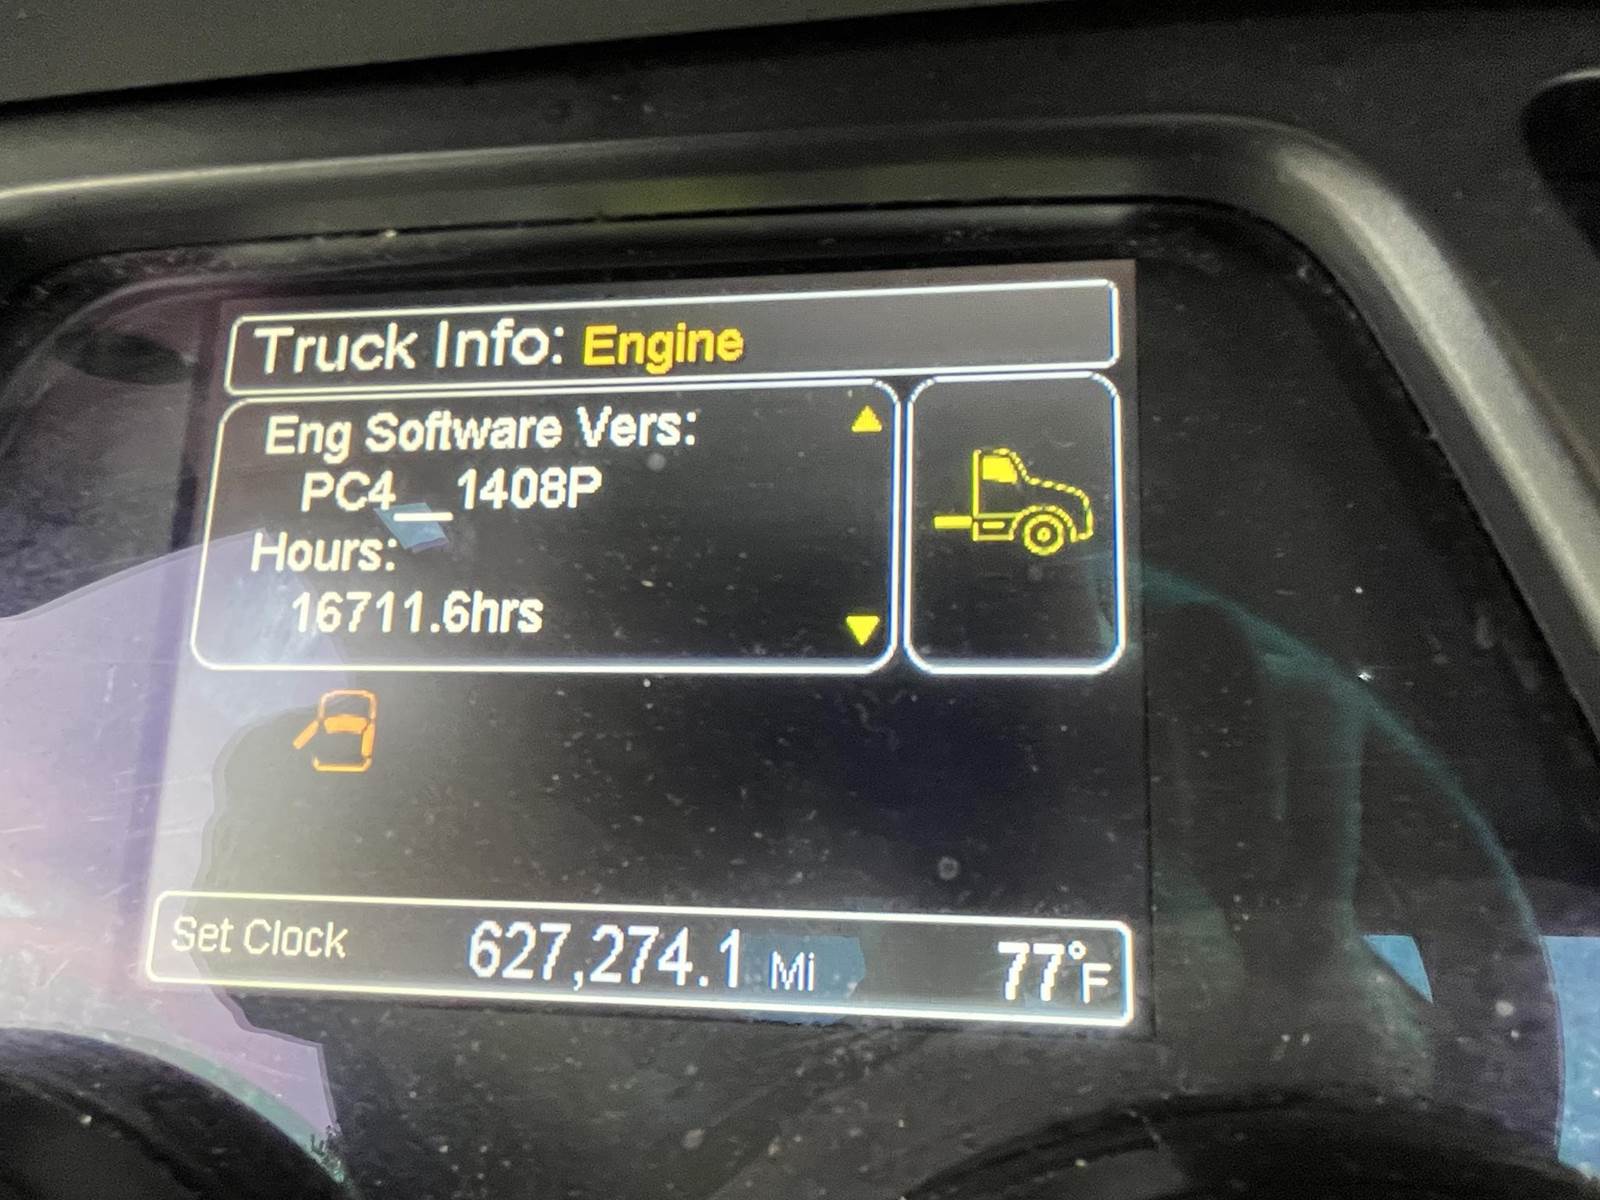 Truck Info: Engine
Eng Software Vers:
PC4__1408P
Hours:
16711.6hrs
Set Clock 627,274.1 Mi 77°F